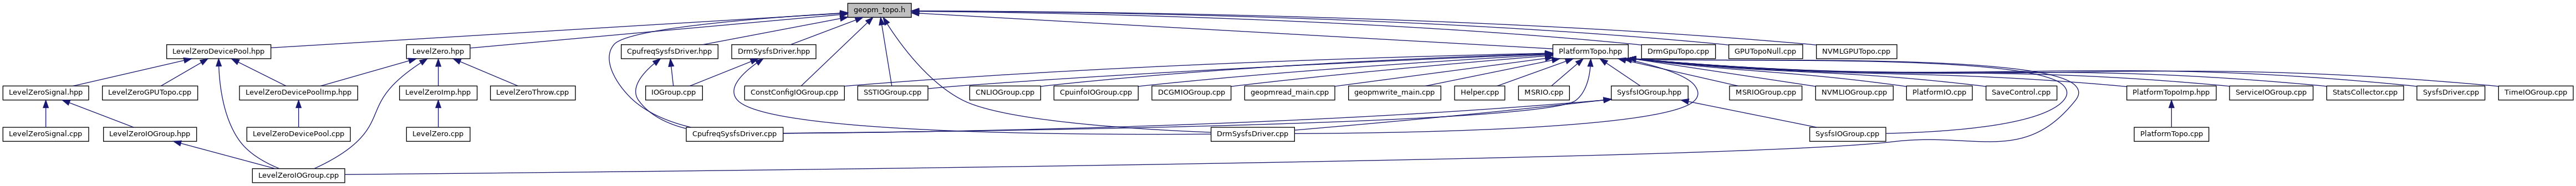 geopm_topo.h
LevelZeroDevicePool.hpp
LevelZero.hpp
CpufreqSysfsDriver.hpp
DrmSysfsDriver.hpp
PlatformTopo.hpp
DrmGpuTopo.cpp
GPUTopoNull.cpp
NVMLGPUTopo.cpp
LevelZeroSignal.hpp
LevelZeroGPUTopo.cpp
LevelZeroDevicePoolImp.hpp
LevelZeroImp.hpp
LevelZeroThrow.cpp
IOGroup.cpp
ConstConfigIOGroup.cpp
SSTIOGroup.cpp
CNLIOGroup.cpp
CpuinfoIOGroup.cpp
DCGMIOGroup.cpp
geopmread_main.cpp
geopmwrite_main.cpp
Helper.cpp
MSRIO.cpp
SysfsIOGroup.hpp
MSRIOGroup.cpp
NVMLIOGroup.cpp
PlatformIO.cpp
SaveControl.cpp
PlatformTopoImp.hpp
ServiceIOGroup.cpp
StatsCollector.cpp
SysfsDriver.cpp
TimeIOGroup.cpp
LevelZeroSignal.cpp
LevelZeroIOGroup.hpp
LevelZeroDevicePool.cpp
LevelZero.cpp
CpufreqSysfsDriver.cpp
DrmSysfsDriver.cpp
SysfsIOGroup.cpp
PlatformTopo.cpp
LevelZeroIOGroup.cpp